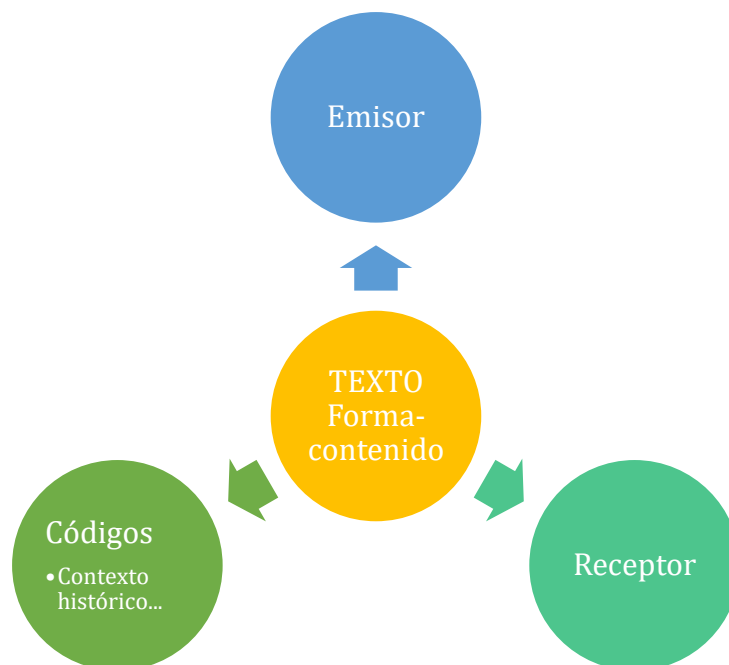 Emisor
TEXTO
Forma-
contenido
Códigos
•Contexto
histórico...
Receptor